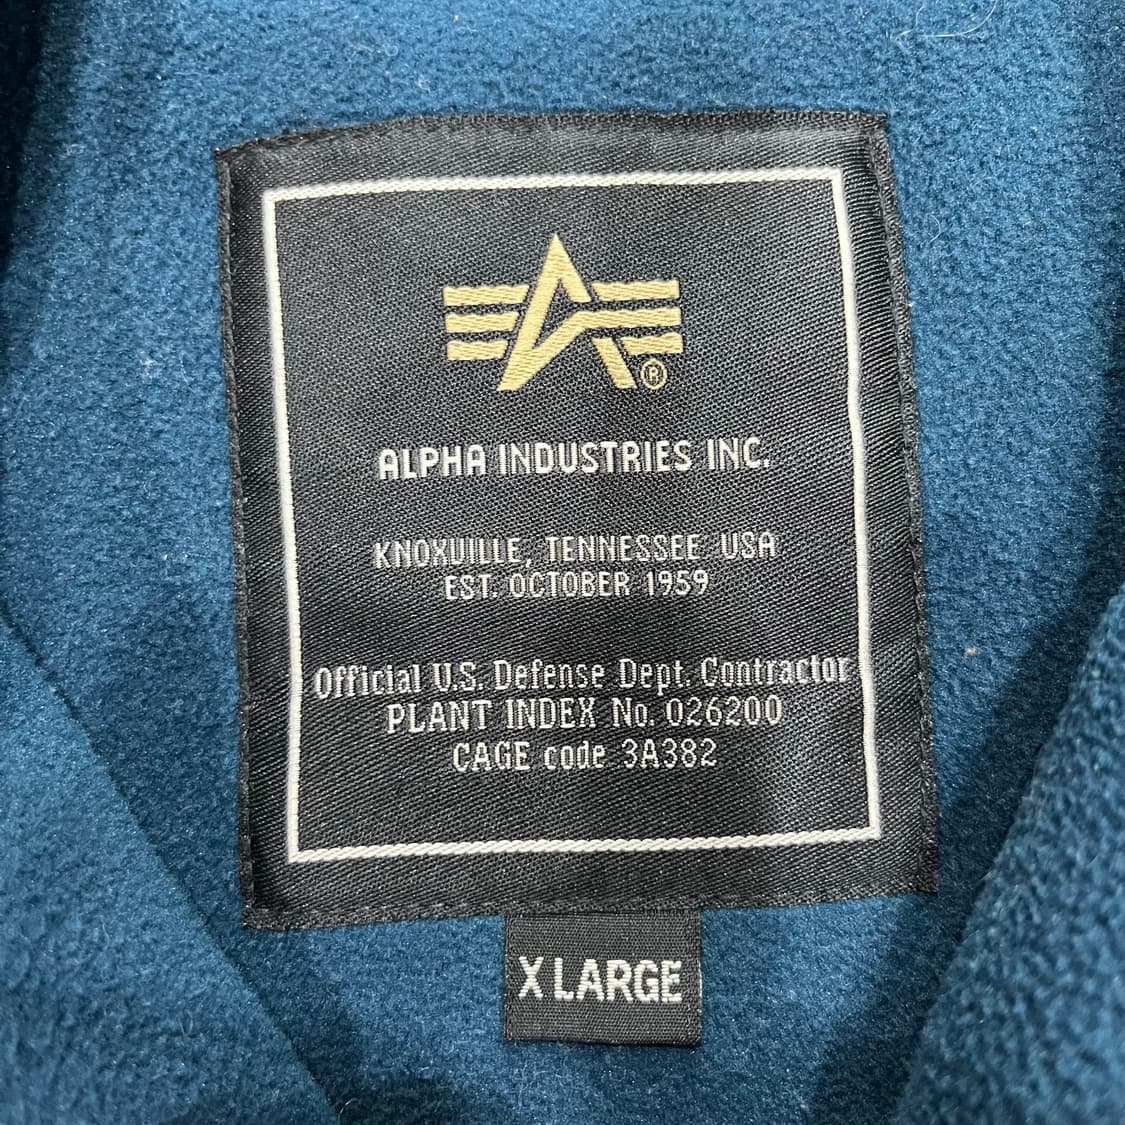 ALPHA INDUSTRIES INC.
KNOXVILLE, TENNESSEE USA
EST. OCTOBER 1959
Official U.S. Defense Dept. Contractor
PLANT INDEX No. 026200
CAGE code 3A382
X LARGE